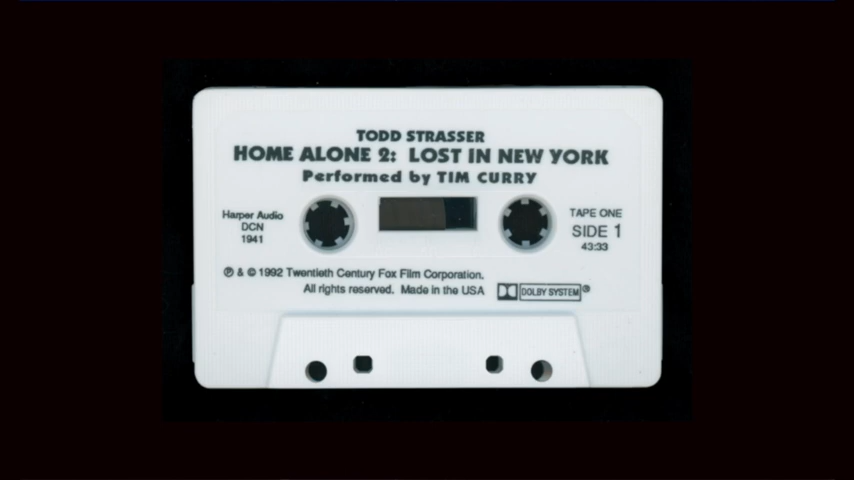 TODD STRASSER
HOME ALONE 2: LOST IN NEW YORK
Performed by TIM CURRY
Harper Audio
DCN
1941
TAPE ONE
SIDE 1
43:33
℗ & © 1992 Twentieth Century Fox Film Corporation.
All rights reserved. Made in the USA
DOLBY SYSTEM®